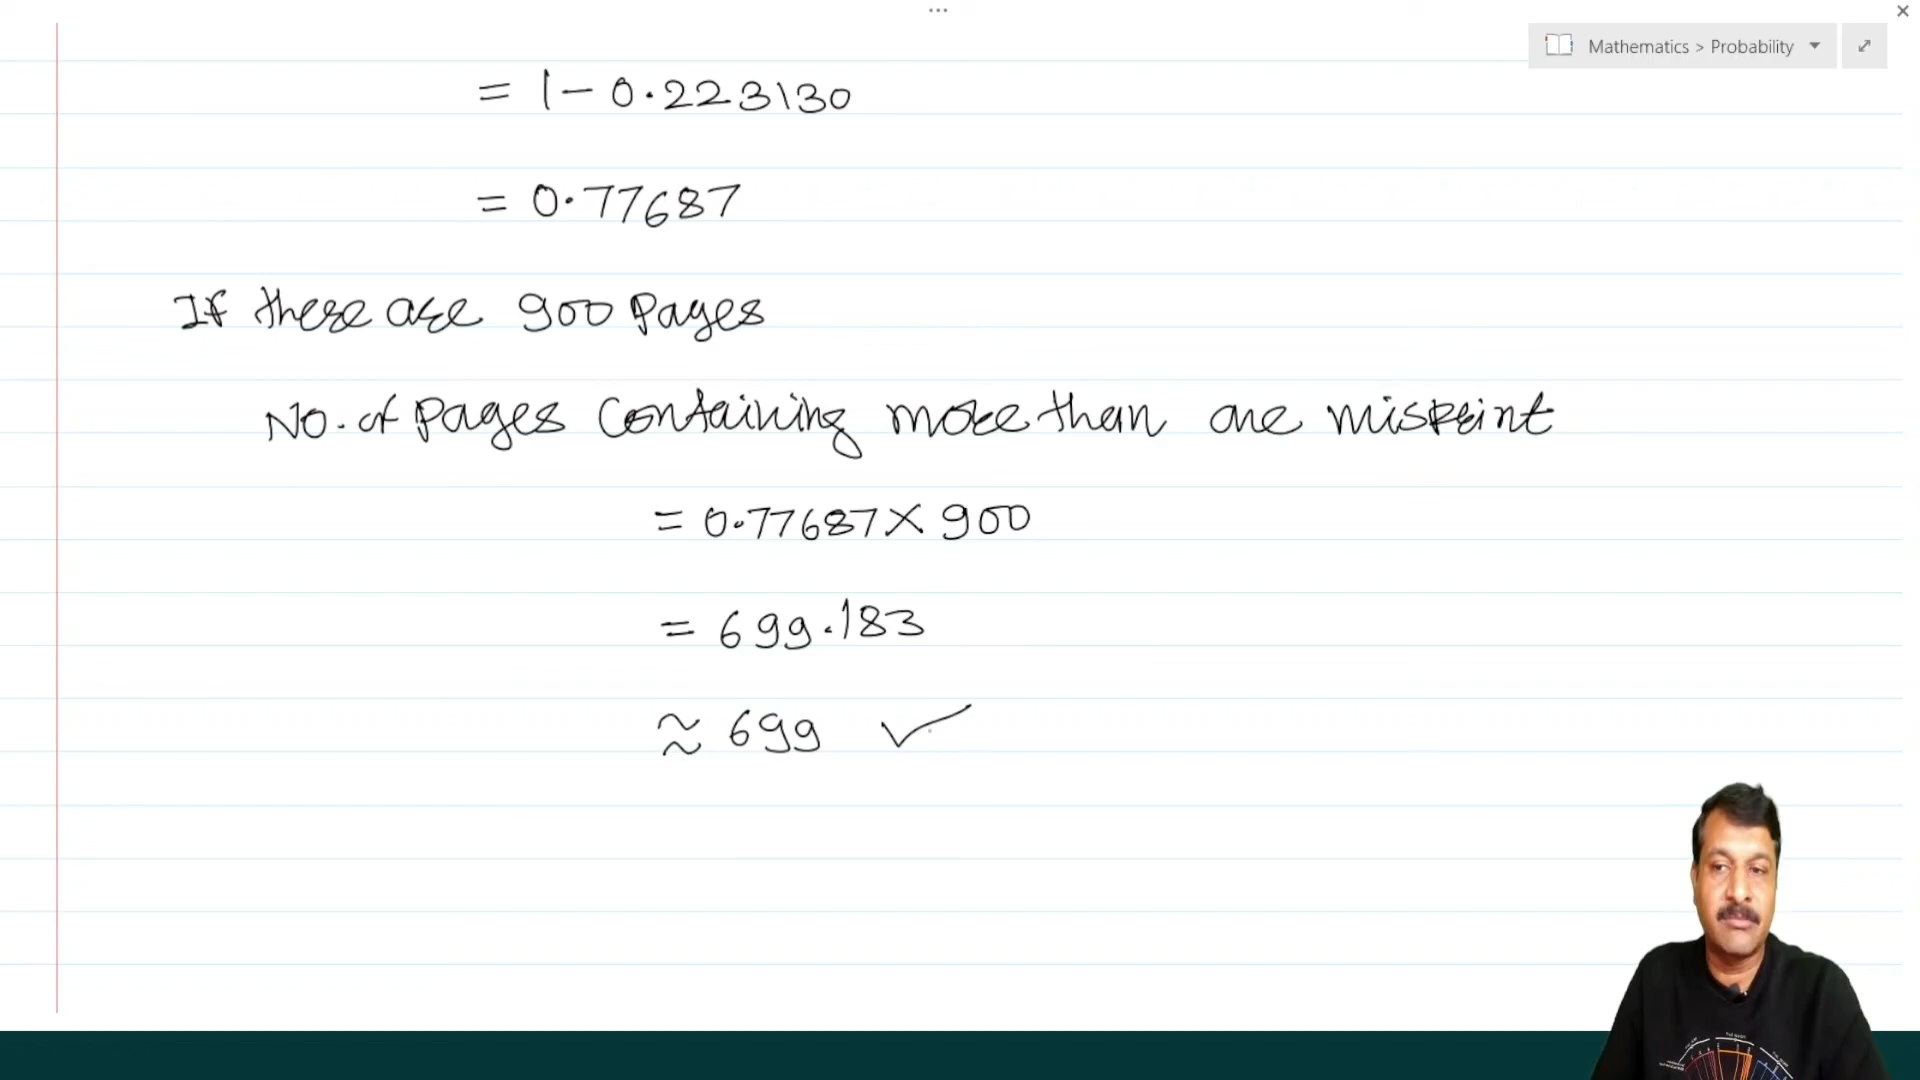 Mathematics > Probability
= 1 - 0.223130
= 0.77687
If there are 900 Pages
No. of Pages Containing more than one misprint
= 0.77687 × 900
= 699.183
≈ 699 ✓